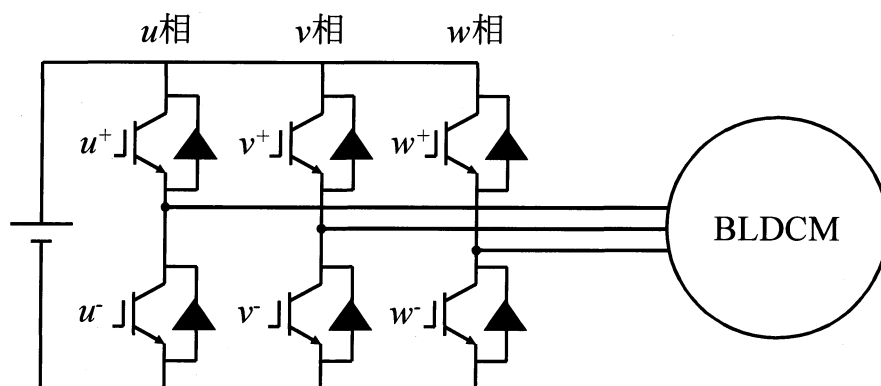 u相 v相 w相
u⁺ v⁺ w⁺
BLDCM
u⁻ v⁻ w⁻